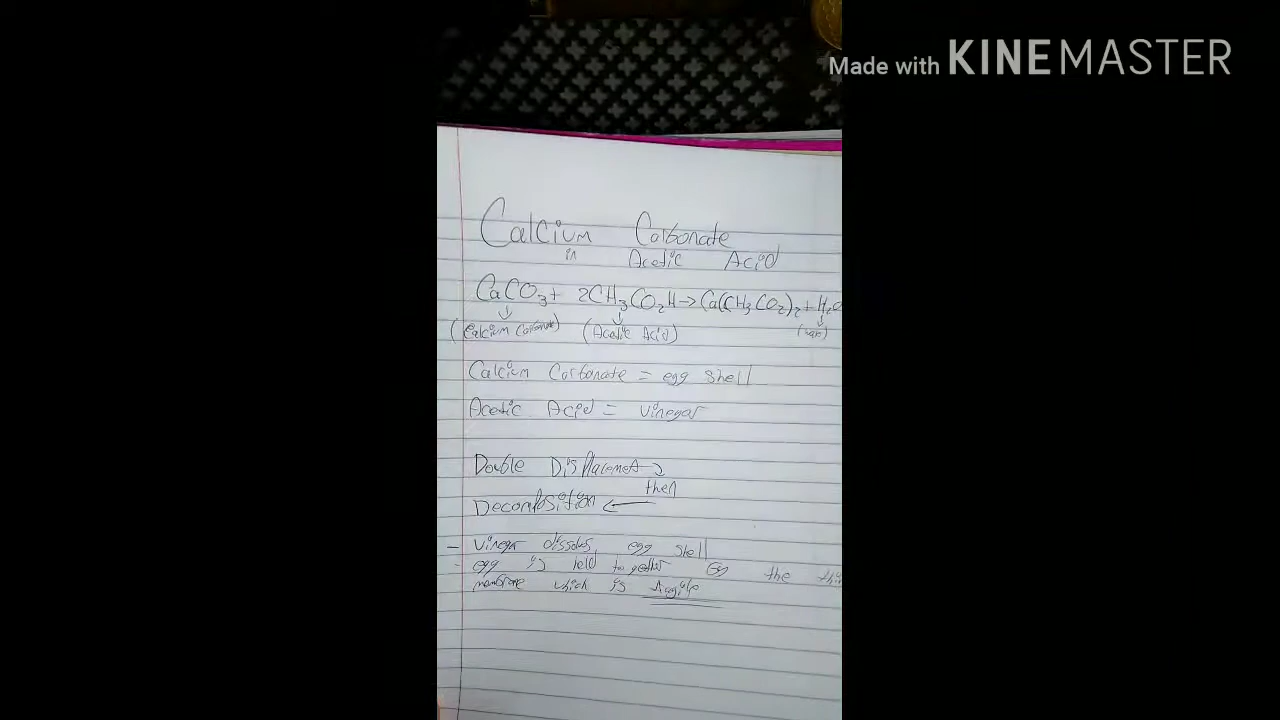 Made with KINEMASTER
Calcium Carbonate
in Acetic Acid
CaCO3 + 2CH3CO2H → Ca(CH3CO2)2 + H2O
(Calcium Carbonate) (Acetic Acid)
Calcium Carbonate = egg shell
Acetic Acid = Vinegar
Double Displacemet
then
Decomposition ←
- Vinegar egg shell
- egg is held together by the
membrane which is